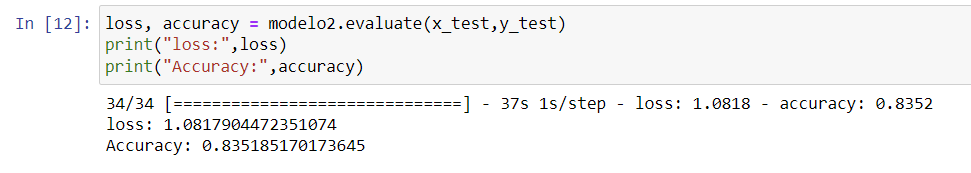 In [12]: loss, accuracy = modelo2.evaluate(x_test,y_test)
print("loss:",loss)
print("Accuracy:",accuracy)
34/34 [==============================] - 37s 1s/step - loss: 1.0818 - accuracy: 0.8352
loss: 1.0817904472351074
Accuracy: 0.835185170173645